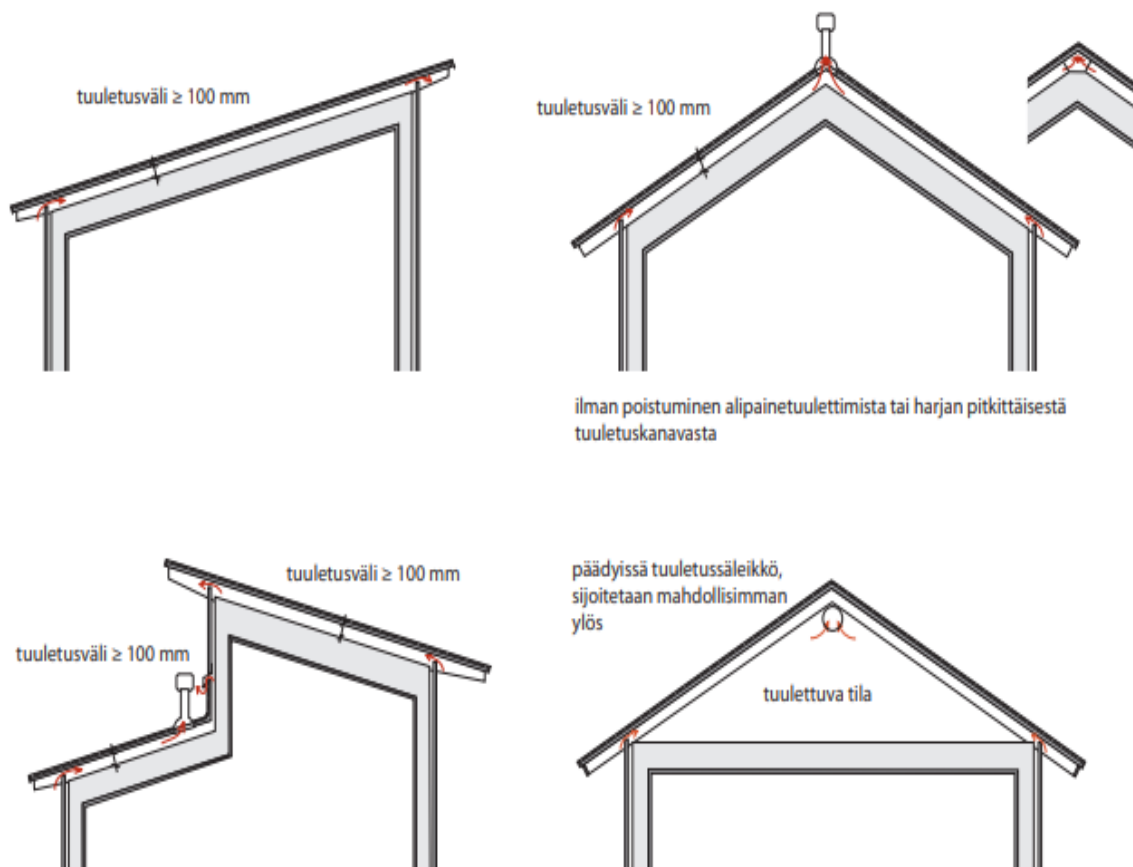 tuuletusväli ≥ 100 mm
tuuletusväli ≥ 100 mm
ilman poistuminen alipainetuulettimista tai harjan pitkittäisestä
tuuletuskanavasta
tuuletusväli ≥ 100 mm
tuuletusväli ≥ 100 mm
päädyissä tuuletussäleikkö,
sijoitetaan mahdollisimman
ylös
tuulettuva tila